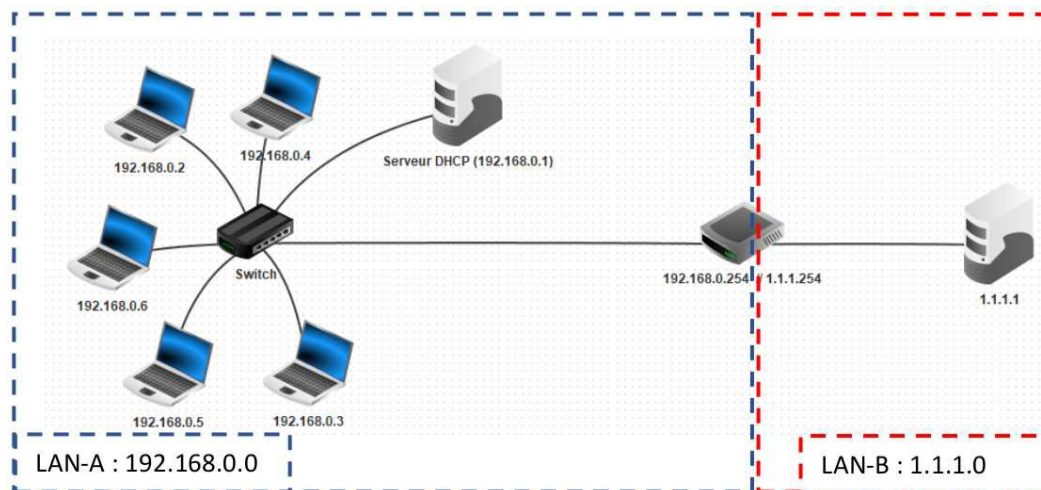 192.168.0.2
192.168.0.4
Serveur DHCP (192.168.0.1)
192.168.0.6
Switch
192.168.0.254 // 1.1.1.254
1.1.1.1
192.168.0.5
192.168.0.3
LAN-A : 192.168.0.0
LAN-B : 1.1.1.0